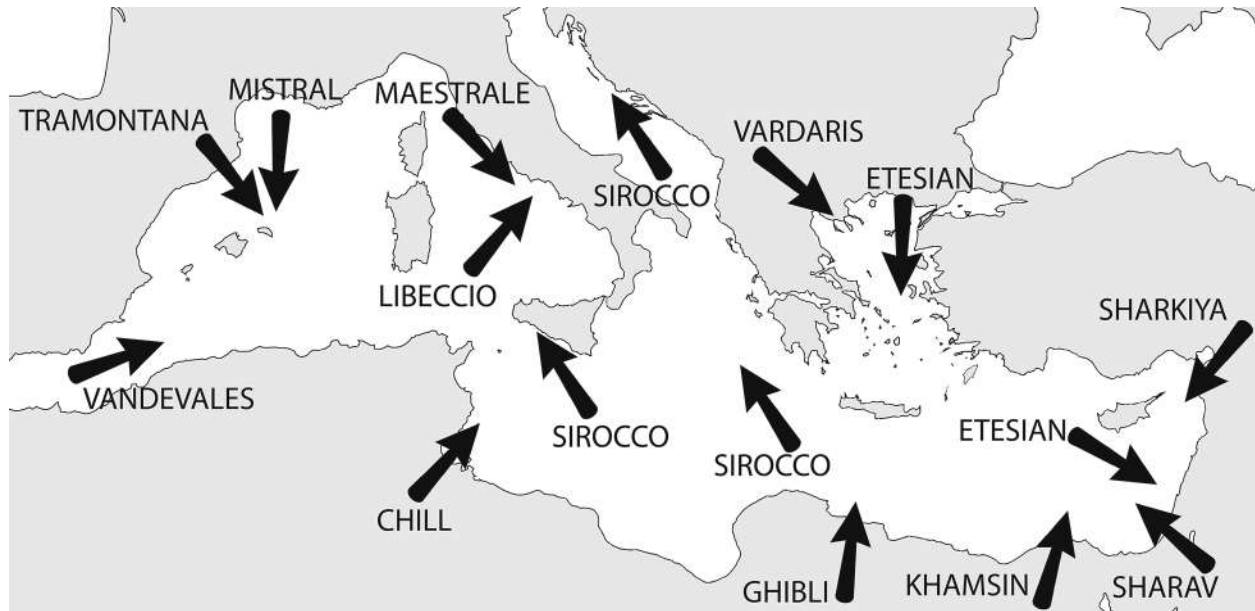 MISTRAL
MAESTRALE
TRAMONTANA
VARDARIS
SIROCCO
ETESIAN
LIBECCIO
SHARKIYA
VANDEVALES
SIROCCO
ETESIAN
SIROCCO
CHILL
GHIBLI
KHAMSIN
SHARAV